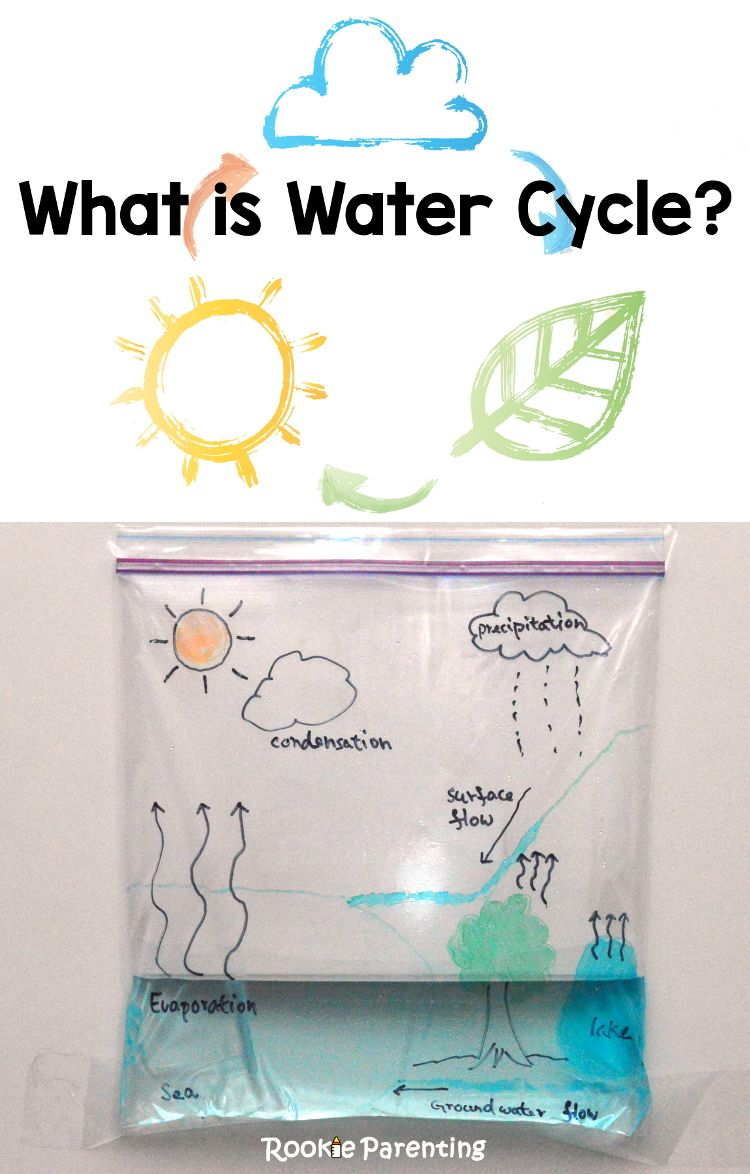 What is Water Cycle?
precipitation
condensation
surface
flow
Evaporation
lake
Sea
Groundwater flow
Rookie Parenting